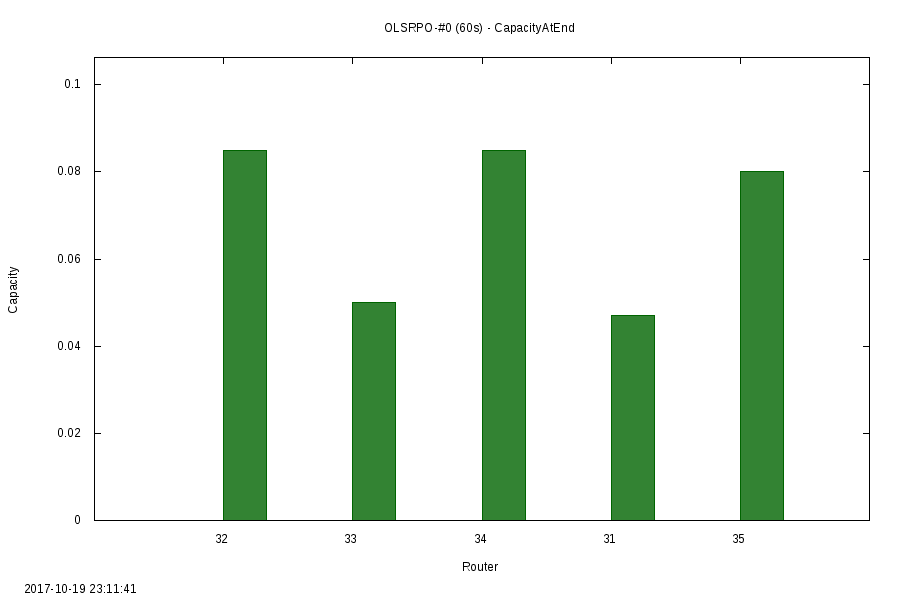 OLSRPO-#0 (60s) - CapacityAtEnd
0.1
0.08
0.06
0.04
0.02
0
Capacity
32 33 34 31 35
Router
2017-10-19 23:11:41